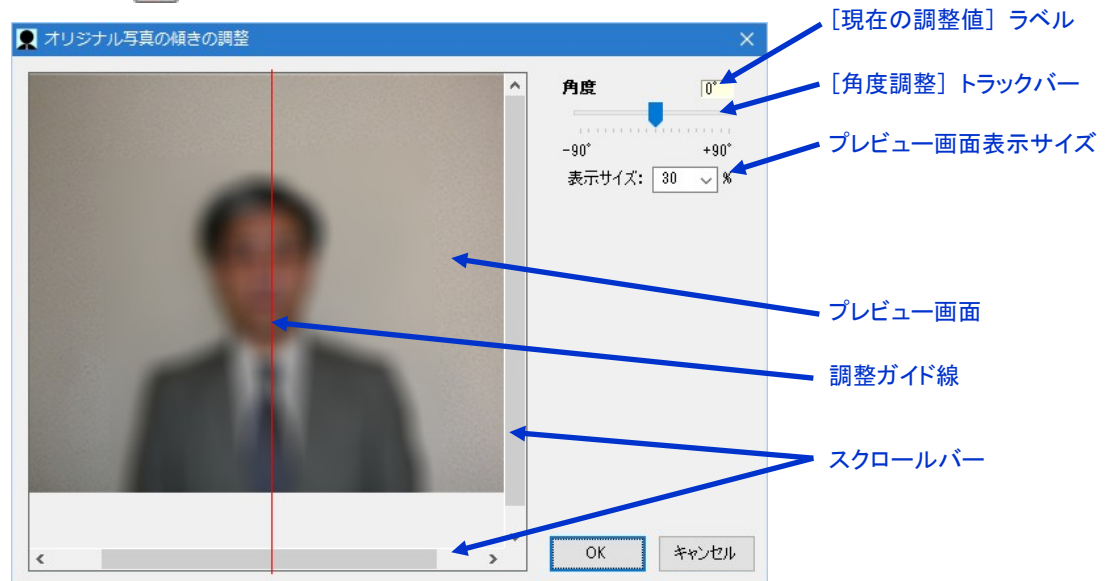 オリジナル写真の傾きの調整
角度
0°
-90°
+90°
表示サイズ: 30 %
OK
キャンセル
［現在の調整値］ ラベル
［角度調整］ トラックバー
プレビュー画面表示サイズ
プレビュー画面
調整ガイド線
スクロールバー